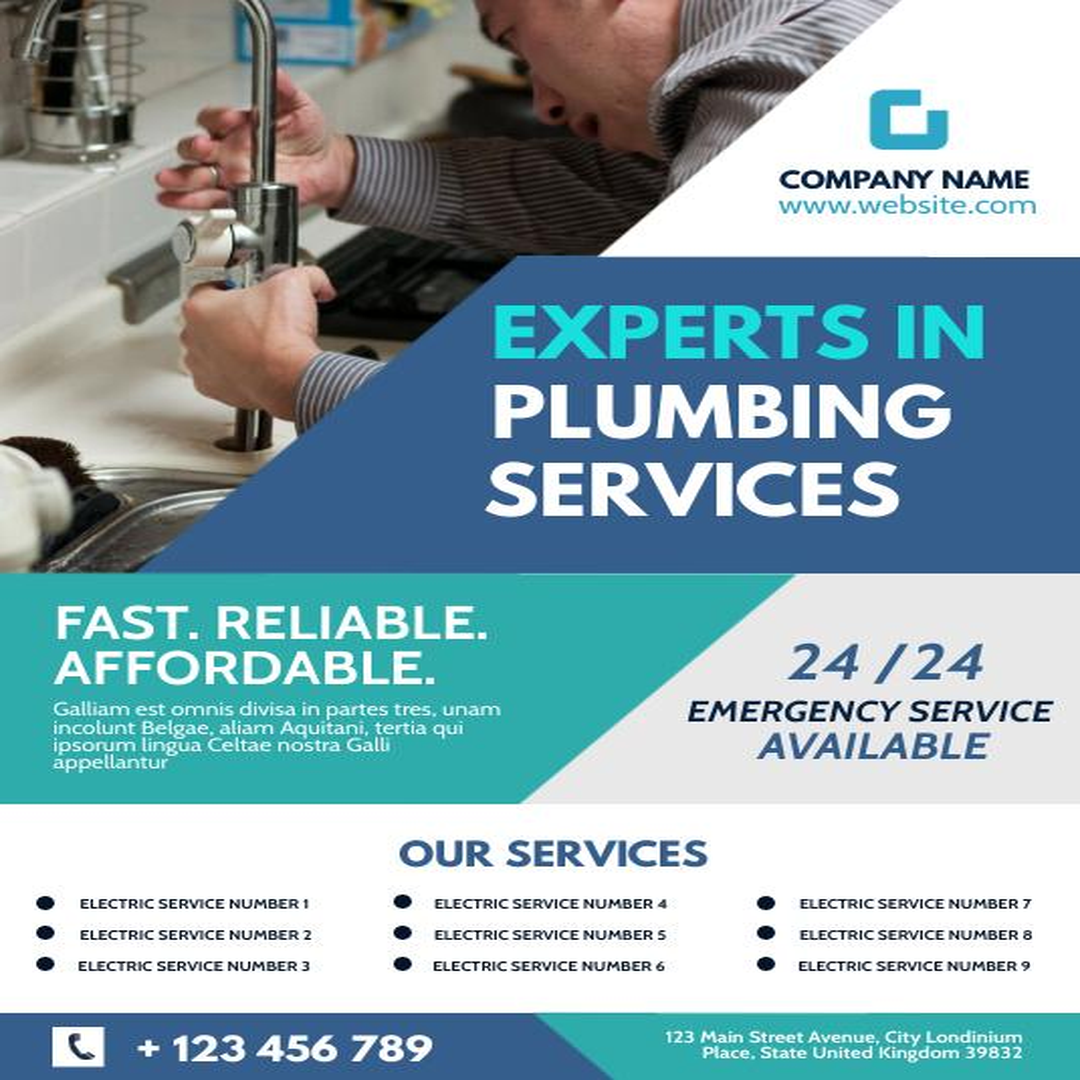 COMPANY NAME
www.website.com
EXPERTS IN
PLUMBING
SERVICES
FAST. RELIABLE.
AFFORDABLE.
Galliam est omnis divisa in partes tres, unam
incolunt Belgae, aliam Aquitani, tertia qui
ipsorum lingua Celtae nostra Galli
appellantur
24 /24
EMERGENCY SERVICE
AVAILABLE
OUR SERVICES
ELECTRIC SERVICE NUMBER 1
ELECTRIC SERVICE NUMBER 2
ELECTRIC SERVICE NUMBER 3
ELECTRIC SERVICE NUMBER 4
ELECTRIC SERVICE NUMBER 5
ELECTRIC SERVICE NUMBER 6
ELECTRIC SERVICE NUMBER 7
ELECTRIC SERVICE NUMBER 8
ELECTRIC SERVICE NUMBER 9
+ 123 456 789
123 Main Street Avenue, City Londinium
Place, State United Kingdom 39832